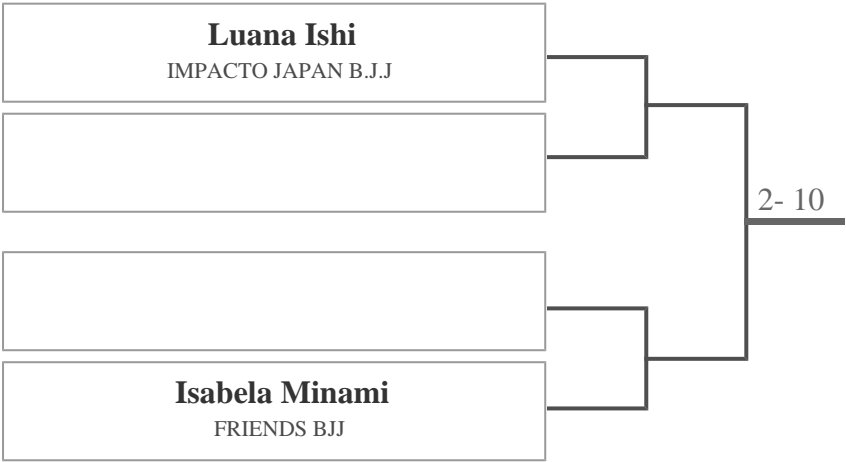 Luana Ishi
IMPACTO JAPAN B.J.J
2- 10
Isabela Minami
FRIENDS BJJ